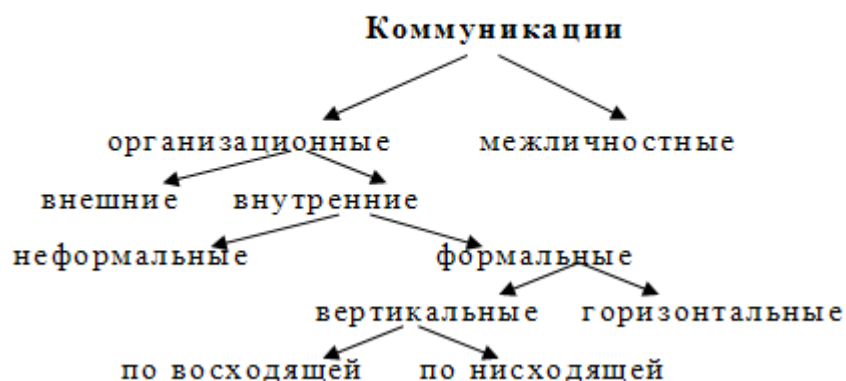 Коммуникации
организационные межличностные
внешние внутренние
неформальные формальные
вертикальные горизонтальные
по восходящей по нисходящей